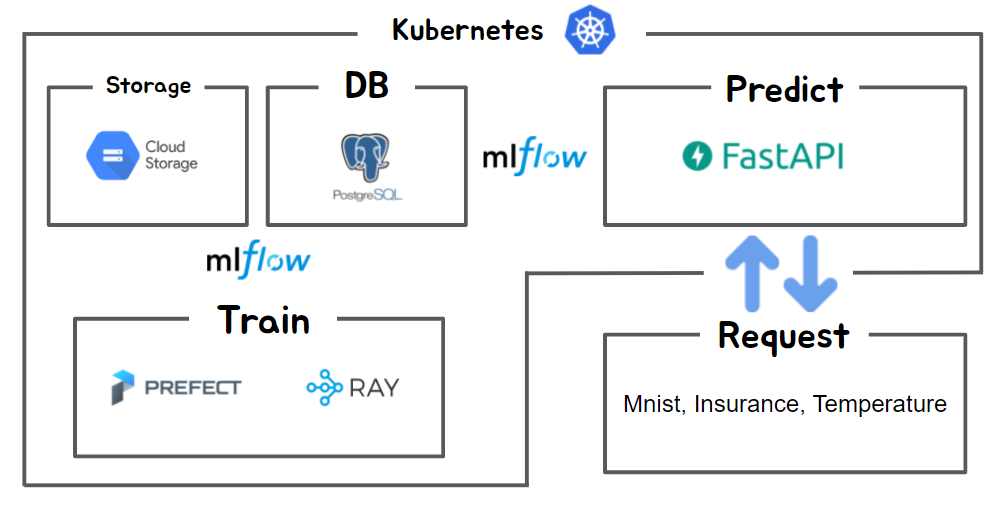 Kubernetes
Storage
DB
Predict
Cloud
Storage
PostgreSQL
mlflow
FastAPI
mlflow
Train
Request
PREFECT
RAY
Mnist, Insurance, Temperature